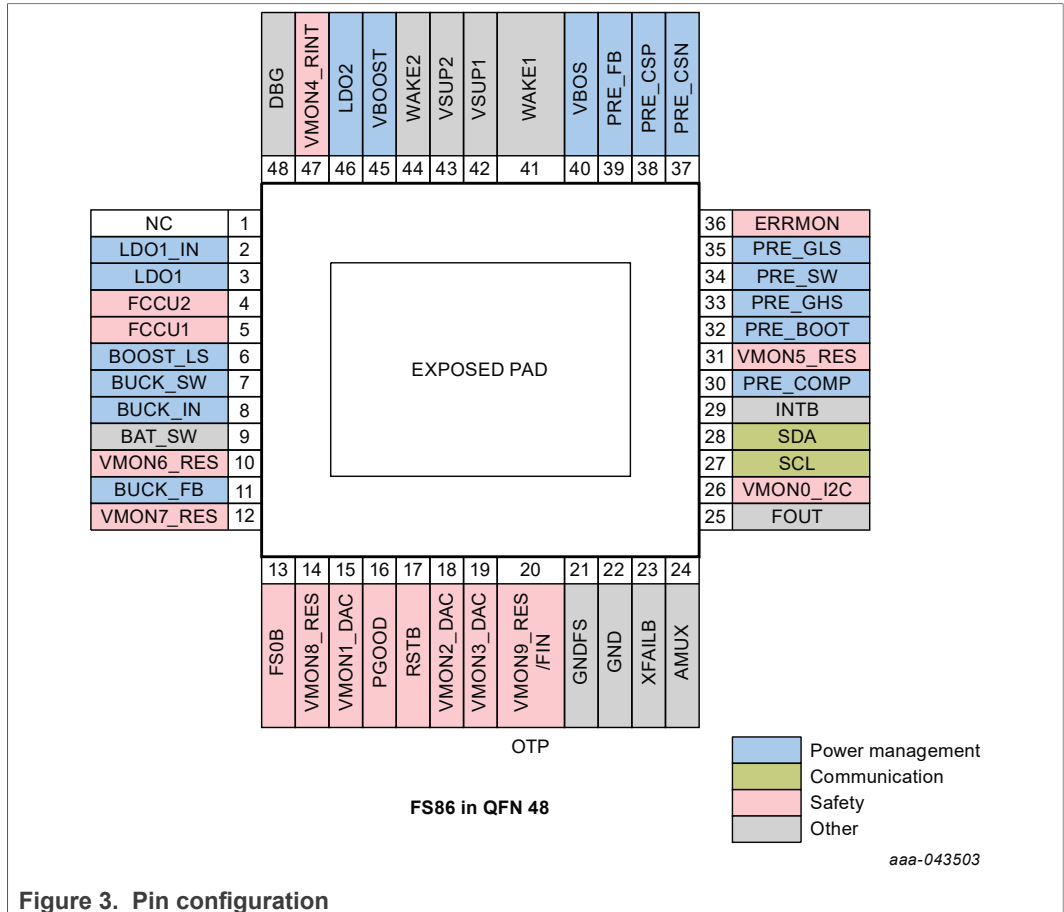 DBG
VMON4_RINT
LDO2
VBOOST
WAKE2
VSUP2
VSUP1
WAKE1
VBOS
PRE_FB
PRE_CSP
PRE_CSN
48 47 46 45 44 43 42 41 40 39 38 37
NC 1
LDO1_IN 2
LDO1 3
FCCU2 4
FCCU1 5
BOOST_LS 6
BUCK_SW 7
BUCK_IN 8
BAT_SW 9
VMON6_RES 10
BUCK_FB 11
VMON7_RES 12
EXPOSED PAD
36 ERRMON
35 PRE_GLS
34 PRE_SW
33 PRE_GHS
32 PRE_BOOT
31 VMON5_RES
30 PRE_COMP
29 INTB
28 SDA
27 SCL
26 VMON0_I2C
25 FOUT
13 14 15 16 17 18 19 20 21 22 23 24
FS0B
VMON8_RES
VMON1_DAC
PGOOD
RSTB
VMON2_DAC
VMON3_DAC
VMON9_RES
/FIN
GNDFS
GND
XFAILB
AMUX
OTP
FS86 in QFN 48
Power management
Communication
Safety
Other
aaa-043503
Figure 3. Pin configuration